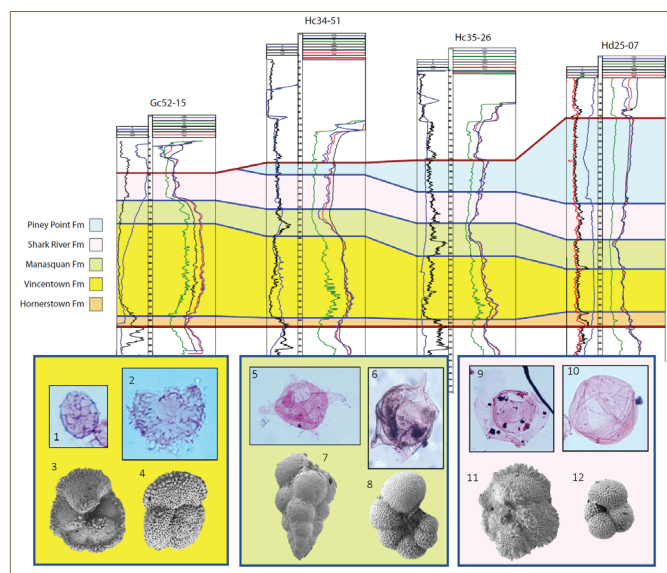 Hc34-51
Hc35-26
Hd25-07
Gc52-15
Piney Point Fm
Shark River Fm
Manasquan Fm
Vincentown Fm
Hornerstown Fm
1
2
3
4
5
6
7
8
9
10
11
12